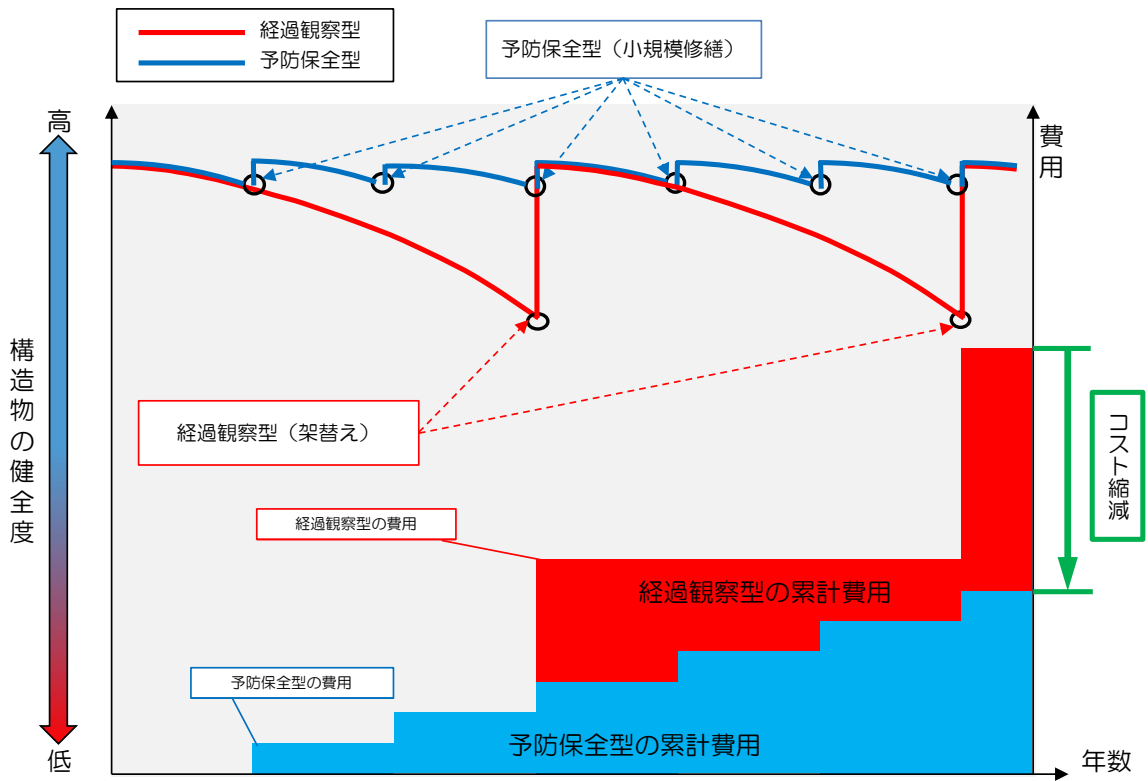 経過観察型
予防保全型
予防保全型（小規模修繕）
高
費用
構造物の健全度
経過観察型（架替え）
コスト縮減
経過観察型の費用
経過観察型の累計費用
予防保全型の費用
予防保全型の累計費用
低
年数